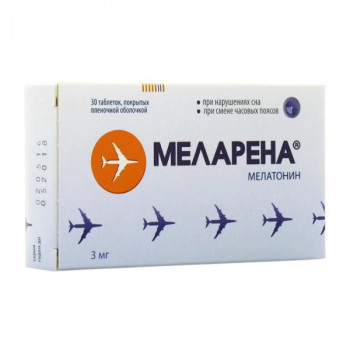 30 таблеток, покрытых
пленочной оболочкой
• при нарушениях сна
• при смене часовых поясов
МЕЛАРЕНА®
МЕЛАТОНИН
3 мг